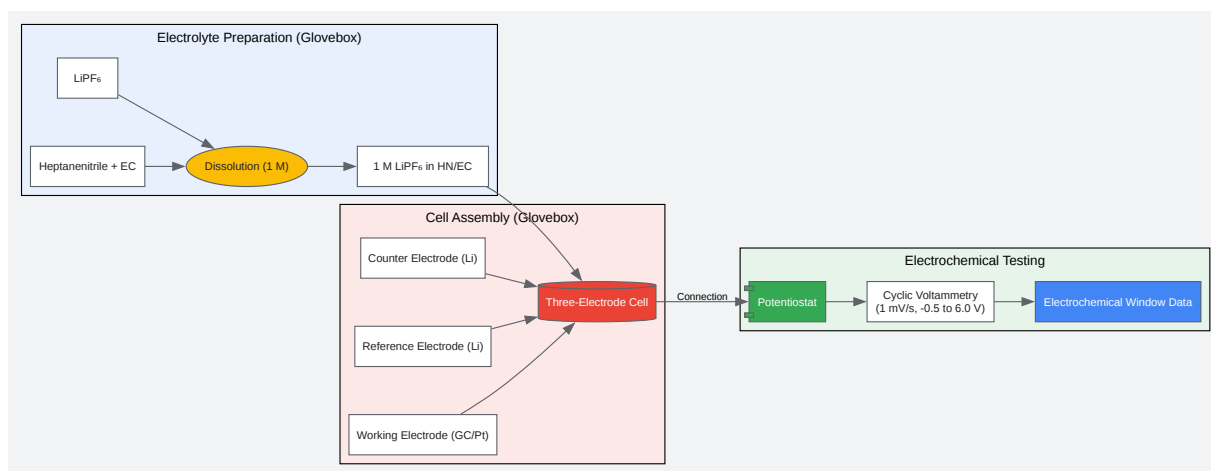 Electrolyte Preparation (Glovebox)
LiPF₆
Heptanenitrile + EC
Dissolution (1 M)
1 M LiPF₆ in HN/EC
Cell Assembly (Glovebox)
Counter Electrode (Li)
Three-Electrode Cell
Reference Electrode (Li)
Working Electrode (GC/Pt)
Connection
Electrochemical Testing
Potentiostat
Cyclic Voltammetry
(1 mV/s, -0.5 to 6.0 V)
Electrochemical Window Data